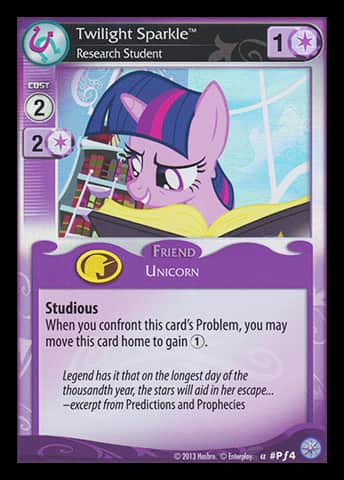 Twilight Sparkle™
Research Student
1
COST
2
2
FRIEND
UNICORN
Studious
When you confront this card's Problem, you may
move this card home to gain 1.
Legend has it that on the longest day of the
thousandth year, the stars will aid in her escape...
–excerpt from Predictions and Prophecies
© 2013 Hasbro. © Enterplay. α #Pƒ4